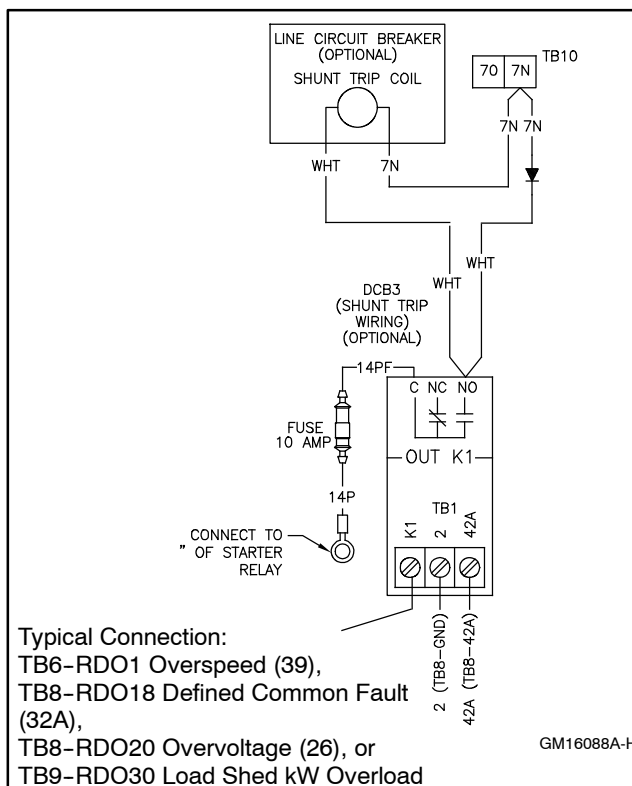 LINE CIRCUIT BREAKER
(OPTIONAL)
SHUNT TRIP COIL
70 7N TB10
7N 7N
WHT 7N
WHT
WHT
DCB3
(SHUNT TRIP
WIRING)
(OPTIONAL)
14PF
C NC NO
FUSE
10 AMP
OUT K1
14P
TB1
K1 2 42A
CONNECT TO
" OF STARTER
RELAY
2 (TB8-GND)
42A (TB8-42A)
Typical Connection:
TB6-RDO1 Overspeed (39),
TB8-RDO18 Defined Common Fault
(32A),
TB8-RDO20 Overvoltage (26), or
TB9-RDO30 Load Shed kW Overload
GM16088A-H